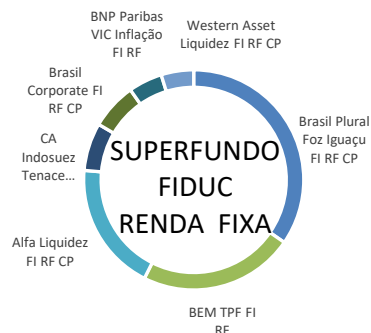 BNP Paribas
VIC Inflação
FI RF
Western Asset
Liquidez FI RF CP
Brasil
Corporate FI
RF CP
Brasil Plural
Foz Iguaçu
FI RF CP
CA
Indosuez
Tenace...
SUPERFUNDO
FIDUC
RENDA FIXA
Alfa Liquidez
FI RF CP
BEM TPF FI
RF